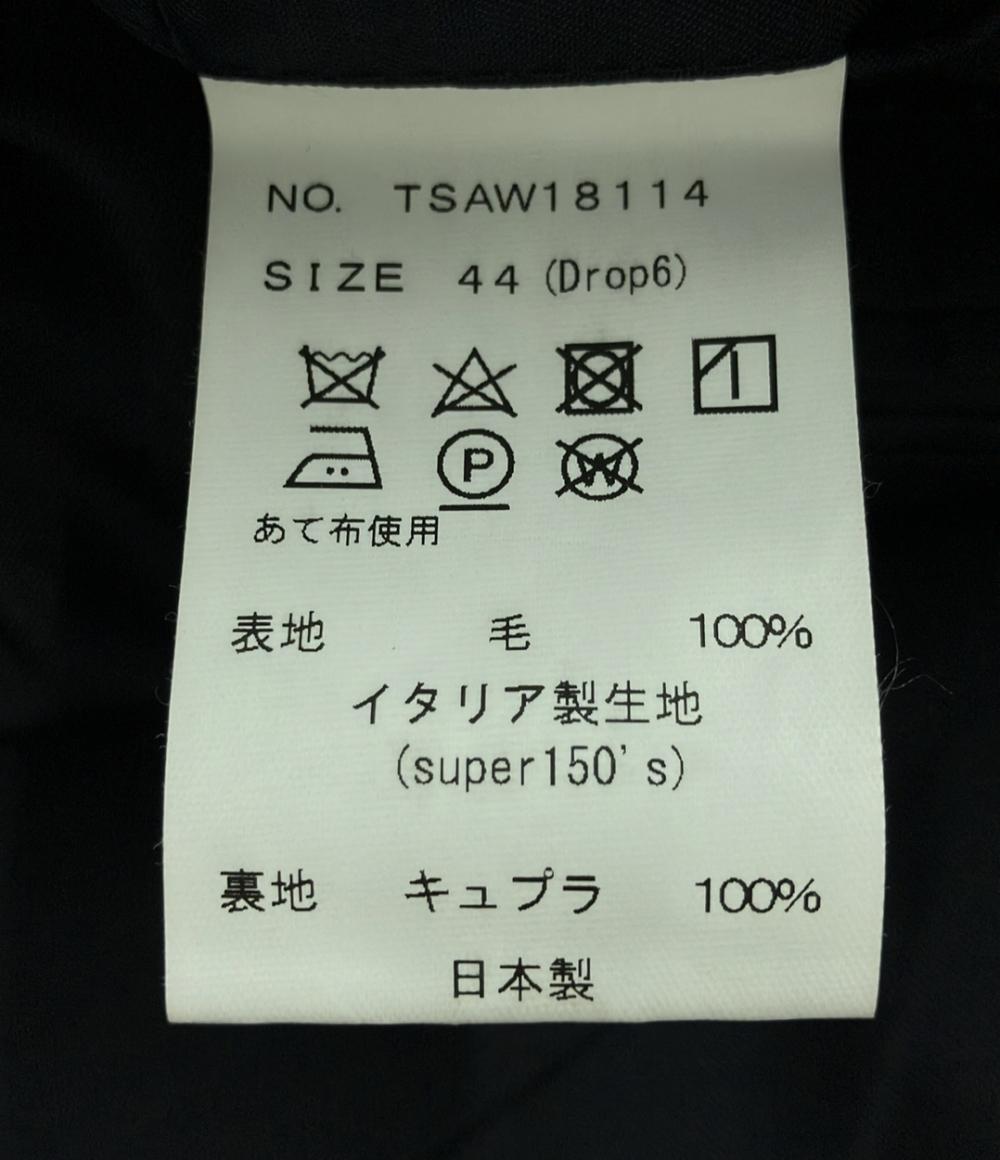 NO. TSAW18114
SIZE 44 (Drop6)
P W
あて布使用
表地 毛 100%
イタリア製生地
(super150's)
裏地 キュプラ 100%
日本製